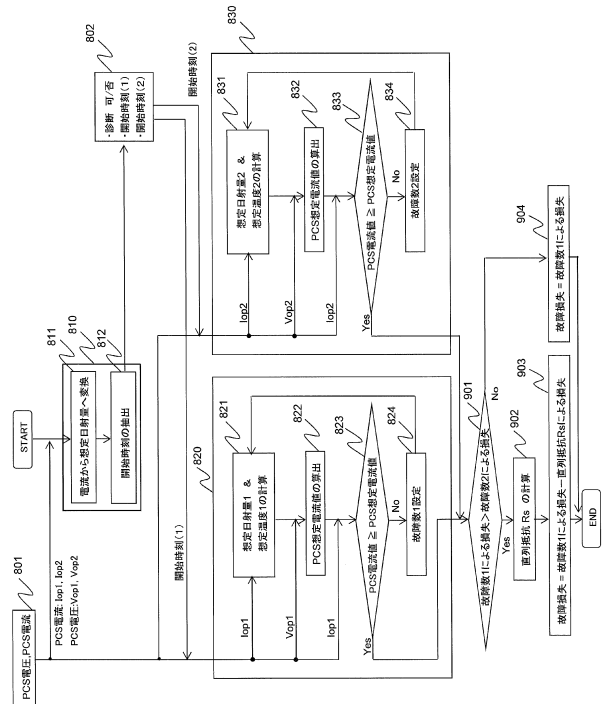 801
PCS電圧,PCS電流
PCS電流: Iop1, Iop2
PCS電圧:Vop1, Vop2
START
811
810
812
電流から想定日射量へ変換
開始時刻の抽出
802
・診断 可/否
・開始時刻(1)
・開始時刻(2)
開始時刻(1)
開始時刻(2)
820
821
想定日射量1 &
想定温度1の計算
Iop1
Vop1
822
PCS想定電流値の算出
Iop1
823
PCS電流値 ≧ PCS想定電流値
Yes
No
824
故障数1設定
830
831
想定日射量2 &
想定温度2の計算
Iop2
Vop2
832
PCS想定電流値の算出
Iop2
833
PCS電流値 ≧ PCS想定電流値
Yes
No
834
故障数2設定
901
故障数1による損失>故障数2による損失
Yes
No
902
直列抵抗 Rs の計算
903
故障損失 = 故障数1による損失-直列抵抗Rsによる損失
904
故障損失 = 故障数1による損失
END